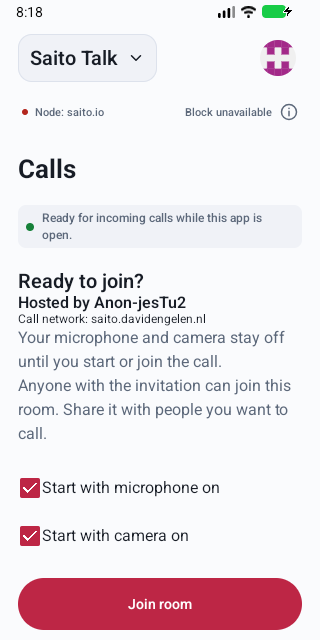 8:18
Saito Talk
Node: saito.io
Block unavailable
Calls
Ready for incoming calls while this app is
open.
Ready to join?
Hosted by Anon-jesTu2
Call network: saito.davidengelen.nl
Your microphone and camera stay off
until you start or join the call.
Anyone with the invitation can join this
room. Share it with people you want to
call.
Start with microphone on
Start with camera on
Join room